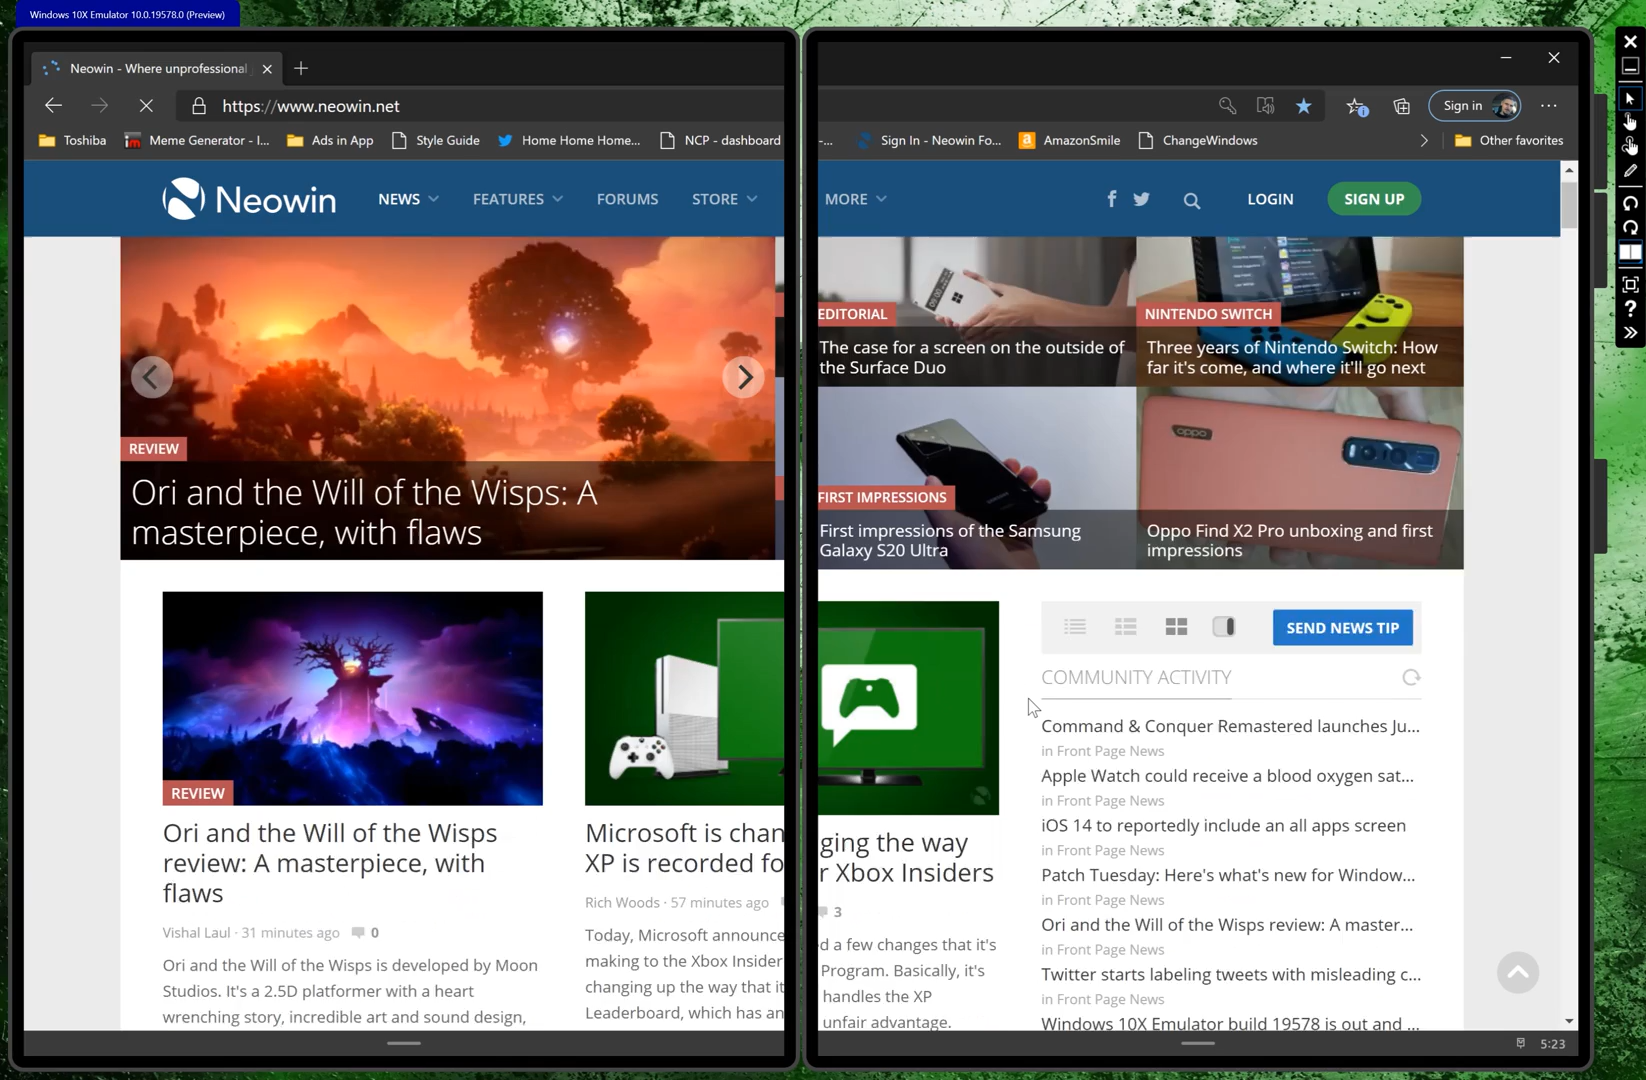 Windows 10X Emulator 10.0.19578.0 (Preview)
Neowin - Where unprofessional
https://www.neowin.net
Sign in
Toshiba
Meme Generator - I...
Ads in App
Style Guide
Home Home Home...
NCP - dashboard
-...
Sign In - Neowin Fo...
AmazonSmile
ChangeWindows
Other favorites
Neowin
NEWS
FEATURES
FORUMS
STORE
MORE
LOGIN
SIGN UP
REVIEW
Ori and the Will of the Wisps: A
masterpiece, with flaws
EDITORIAL
The case for a screen on the outside of
the Surface Duo
NINTENDO SWITCH
Three years of Nintendo Switch: How
far it's come, and where it'll go next
FIRST IMPRESSIONS
First impressions of the Samsung
Galaxy S20 Ultra
oppo
Oppo Find X2 Pro unboxing and first
impressions
REVIEW
Ori and the Will of the Wisps
review: A masterpiece, with
flaws
Vishal Laul · 31 minutes ago 0
Ori and the Will of the Wisps is developed by Moon
Studios. It's a 2.5D platformer with a heart
wrenching story, incredible art and sound design,
Microsoft is chan
XP is recorded fo
Rich Woods · 57 minutes ago
Today, Microsoft announce
making to the Xbox Insider
changing up the way that it
Leaderboard, which has an
ging the way
r Xbox Insiders
3
d a few changes that it's
Program. Basically, it's
handles the XP
unfair advantage.
SEND NEWS TIP
COMMUNITY ACTIVITY
Command & Conquer Remastered launches Ju...
in Front Page News
Apple Watch could receive a blood oxygen sat...
in Front Page News
iOS 14 to reportedly include an all apps screen
in Front Page News
Patch Tuesday: Here's what's new for Window...
in Front Page News
Ori and the Will of the Wisps review: A master...
in Front Page News
Twitter starts labeling tweets with misleading c...
in Front Page News
Windows 10X Emulator build 19578 is out and ...
5:23